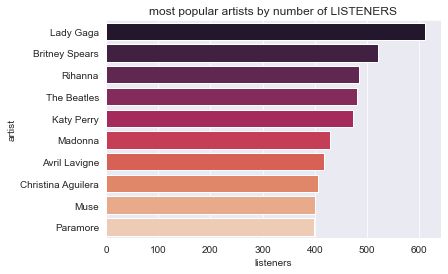 most popular artists by number of LISTENERS
artist
Lady Gaga
Britney Spears
Rihanna
The Beatles
Katy Perry
Madonna
Avril Lavigne
Christina Aguilera
Muse
Paramore
0 100 200 300 400 500 600
listeners